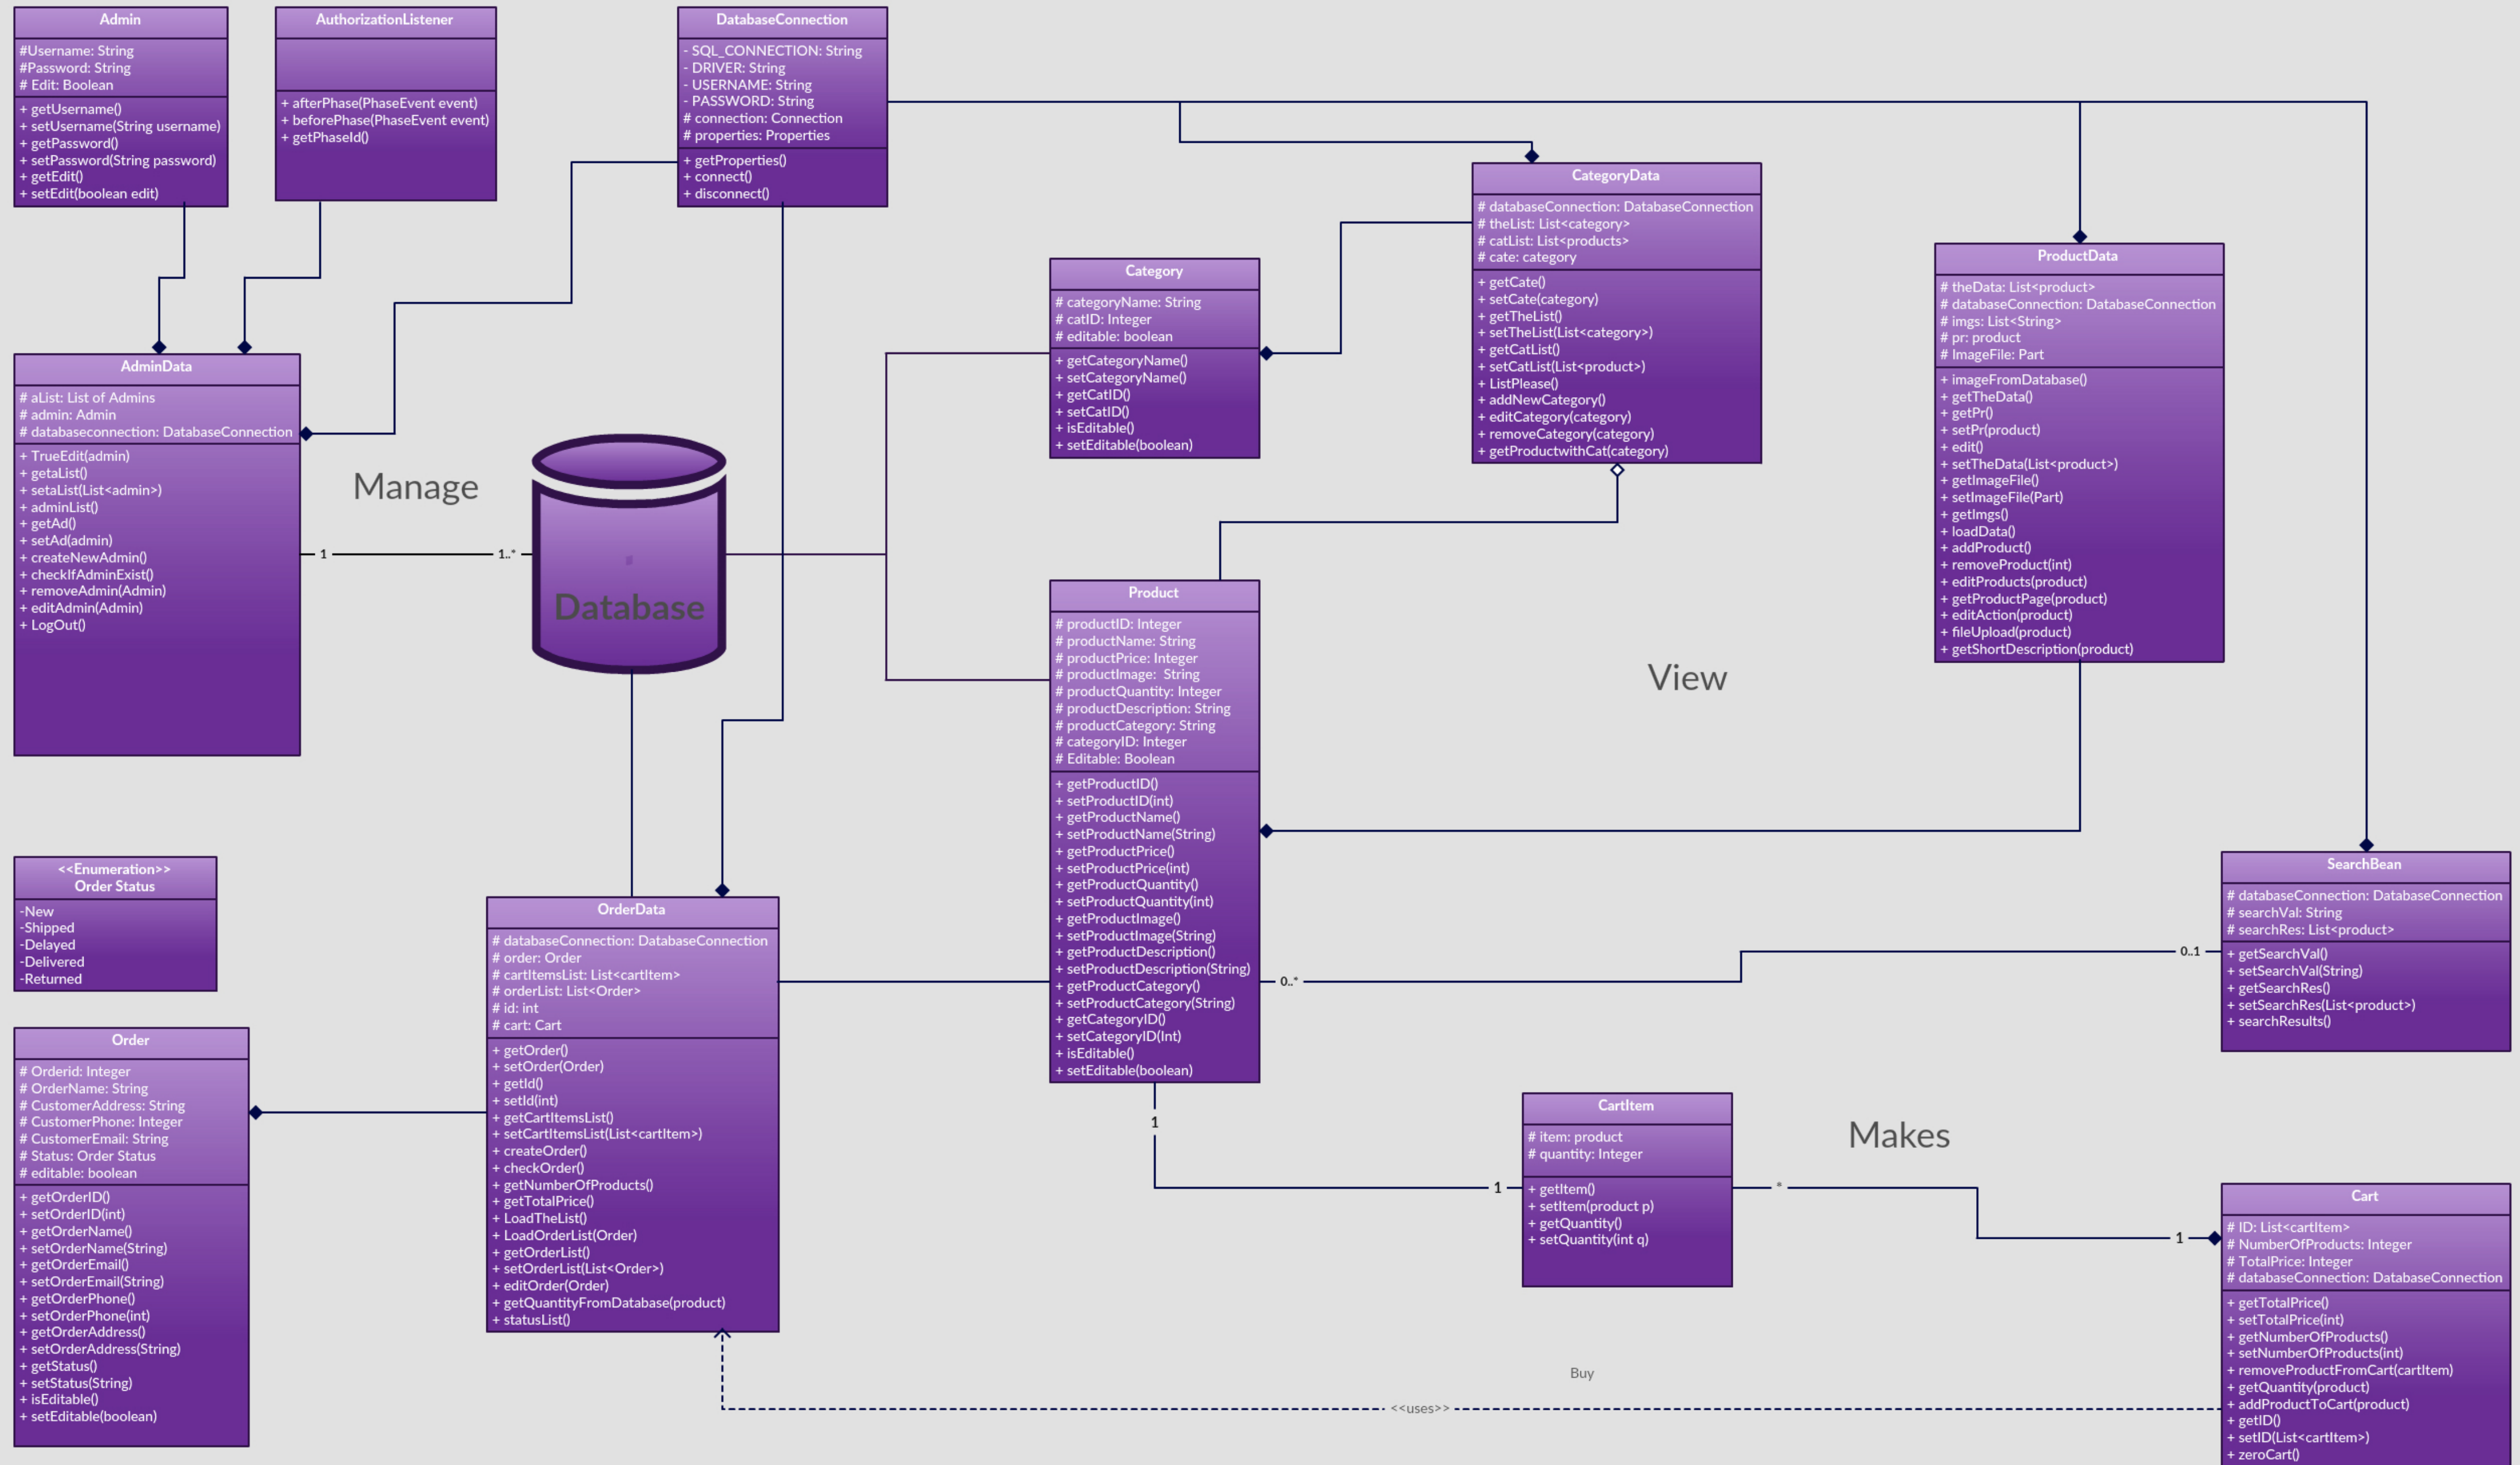 Admin
#Username: String
#Password: String
# Edit: Boolean
+ getUsername()
+ setUsername(String username)
+ getPassword()
+ setPassword(String password)
+ getEdit()
+ setEdit(boolean edit)
AuthorizationListener
+ afterPhase(PhaseEvent event)
+ beforePhase(PhaseEvent event)
+ getPhaseId()
DatabaseConnection
- SQL_CONNECTION: String
- DRIVER: String
- USERNAME: String
- PASSWORD: String
# connection: Connection
# properties: Properties
+ getProperties()
+ connect()
+ disconnect()
CategoryData
# databaseConnection: DatabaseConnection
# theList: List<category>
# catList: List<products>
# cate: category
+ getCate()
+ setCate(category)
+ getTheList()
+ setTheList(List<category>)
+ getCatList()
+ setCatList(List<product>)
+ ListPlease()
+ addNewCategory()
+ editCategory(category)
+ removeCategory(category)
+ getProductwithCat(category)
Category
# categoryName: String
# catID: Integer
# editable: boolean
+ getCategoryName()
+ setCategoryName()
+ getCatID()
+ setCatID()
+ isEditable()
+ setEditable(boolean)
ProductData
# theData: List<product>
# databaseConnection: DatabaseConnection
# imgs: List<String>
# pr: product
# ImageFile: Part
+ imageFromDatabase()
+ getTheData()
+ getPr()
+ setPr(product)
+ edit()
+ setTheData(List<product>)
+ getImageFile()
+ setImageFile(Part)
+ getImgs()
+ loadData()
+ addProduct()
+ removeProduct(int)
+ editProducts(product)
+ getProductPage(product)
+ editAction(product)
+ fileUpload(product)
+ getShortDescription(product)
AdminData
# aList: List of Admins
# admin: Admin
# databaseconnection: DatabaseConnection
+ TrueEdit(admin)
+ getaList()
+ setaList(List<admin>)
+ adminList()
+ getAd()
+ setAd(admin)
+ createNewAdmin()
+ checkIfAdminExist()
+ removeAdmin(Admin)
+ editAdmin(Admin)
+ LogOut()
Manage
1
1..*
Database
View
Product
# productID: Integer
# productName: String
# productPrice: Integer
# productImage:  String
# productQuantity: Integer
# productDescription: String
# productCategory: String
# categoryID: Integer
# Editable: Boolean
+ getProductID()
+ setProductID(int)
+ getProductName()
+ setProductName(String)
+ getProductPrice()
+ setProductPrice(int)
+ getProductQuantity()
+ setProductQuantity(int)
+ getProductImage()
+ setProductImage(String)
+ getProductDescription()
+ setProductDescription(String)
+ getProductCategory()
+ setProductCategory(String)
+ getCategoryID()
+ setCategoryID(Int)
+ isEditable()
+ setEditable(boolean)
<<Enumeration>>
Order Status
-New
-Shipped
-Delayed
-Delivered
-Returned
OrderData
# databaseConnection: DatabaseConnection
# order: Order
# cartItemsList: List<cartItem>
# orderList: List<Order>
# id: int
# cart: Cart
+ getOrder()
+ setOrder(Order)
+ getId()
+ setId(int)
+ getCartItemsList()
+ setCartItemsList(List<cartItem>)
+ createOrder()
+ checkOrder()
+ getNumberOfProducts()
+ getTotalPrice()
+ LoadTheList()
+ LoadOrderList(Order)
+ getOrderList()
+ setOrderList(List<Order>)
+ editOrder(Order)
+ getQuantityFromDatabase(product)
+ statusList()
SearchBean
# databaseConnection: DatabaseConnection
# searchVal: String
# searchRes: List<product>
+ getSearchVal()
+ setSearchVal(String)
+ getSearchRes()
+ setSearchRes(List<product>)
+ searchResults()
0..*
0..1
Order
# Orderid: Integer
# OrderName: String
# CustomerAddress: String
# CustomerPhone: Integer
# CustomerEmail: String
# Status: Order Status
# editable: boolean
+ getOrderID()
+ setOrderID(int)
+ getOrderName()
+ setOrderName(String)
+ getOrderEmail()
+ setOrderEmail(String)
+ getOrderPhone()
+ setOrderPhone(int)
+ getOrderAddress()
+ setOrderAddress(String)
+ getStatus()
+ setStatus(String)
+ isEditable()
+ setEditable(boolean)
1
1
CartItem
# item: product
# quantity: Integer
+ getItem()
+ setItem(product p)
+ getQuantity()
+ setQuantity(int q)
Makes
*
1
Cart
# ID: List<cartItem>
# NumberOfProducts: Integer
# TotalPrice: Integer
# databaseConnection: DatabaseConnection
+ getTotalPrice()
+ setTotalPrice(int)
+ getNumberOfProducts()
+ setNumberOfProducts(int)
+ removeProductFromCart(cartItem)
+ getQuantity(product)
+ addProductToCart(product)
+ getID()
+ setID(List<cartItem>)
+ zeroCart()
Buy
<<uses>>